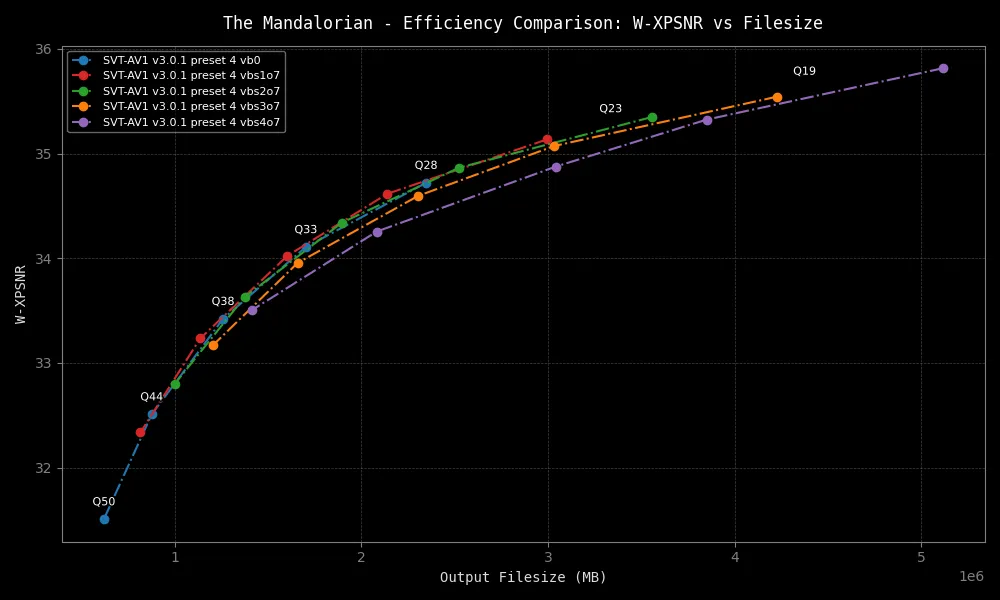 The Mandalorian - Efficiency Comparison: W-XPSNR vs Filesize
36
SVT-AV1 v3.0.1 preset 4 vb0
SVT-AV1 v3.0.1 preset 4 vbs1o7
SVT-AV1 v3.0.1 preset 4 vbs2o7
SVT-AV1 v3.0.1 preset 4 vbs3o7
SVT-AV1 v3.0.1 preset 4 vbs4o7
Q19
Q23
35
Q28
Q33
34
Q38
33
Q44
32
Q50
W-XPSNR
1 2 3 4 5
1e6
Output Filesize (MB)